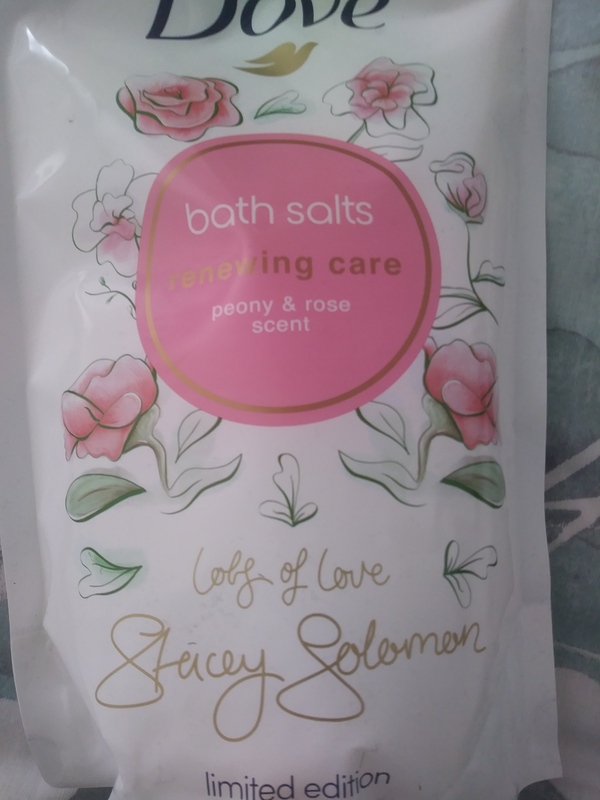 Dove
bath salts
renewing care
peony & rose
scent
lots of love
Stacey Solomon
limited edition